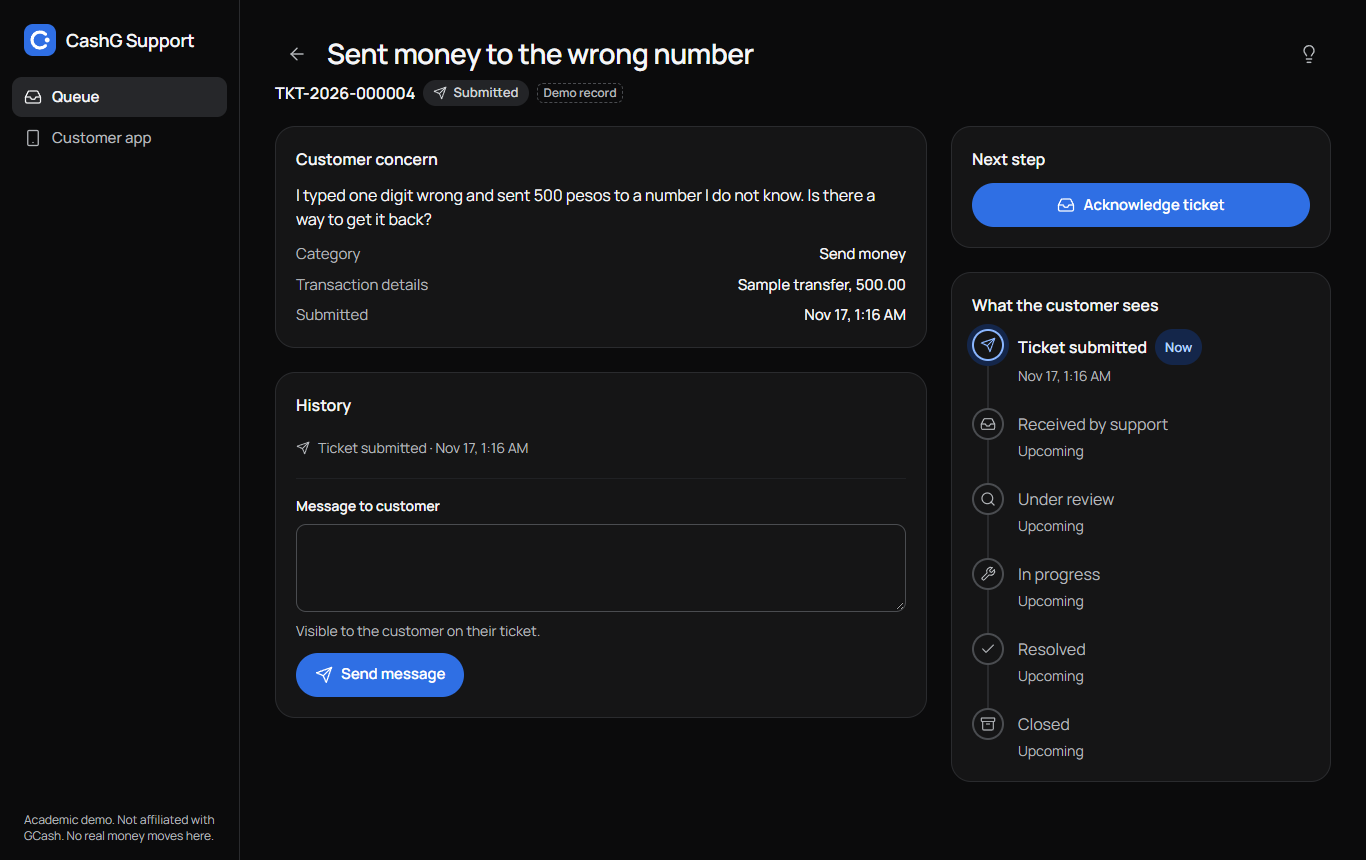 CashG Support
Queue
Customer app
Academic demo. Not affiliated with
GCash. No real money moves here.
Sent money to the wrong number
TKT-2026-000004 Submitted Demo record
Customer concern
I typed one digit wrong and sent 500 pesos to a number I do not know. Is there a
way to get it back?
Category Send money
Transaction details Sample transfer, 500.00
Submitted Nov 17, 1:16 AM
History
Ticket submitted · Nov 17, 1:16 AM
Message to customer
Visible to the customer on their ticket.
Send message
Next step
Acknowledge ticket
What the customer sees
Ticket submitted Now
Nov 17, 1:16 AM
Received by support
Upcoming
Under review
Upcoming
In progress
Upcoming
Resolved
Upcoming
Closed
Upcoming